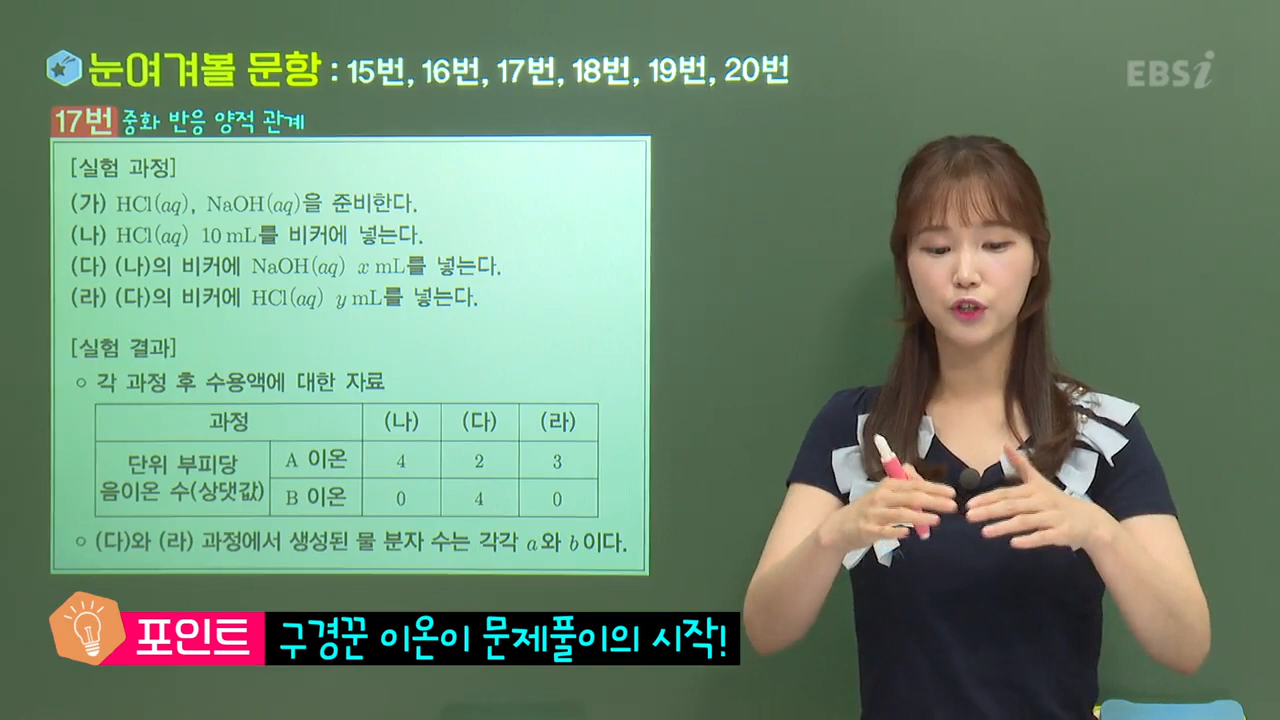 눈여겨볼 문항 : 15번, 16번, 17번, 18번, 19번, 20번
EBSi
17번 중화 반응 양적 관계
[실험 과정]
(가) HCl(aq), NaOH(aq)을 준비한다.
(나) HCl(aq) 10 mL를 비커에 넣는다.
(다) (나)의 비커에 NaOH(aq) x mL를 넣는다.
(라) (다)의 비커에 HCl(aq) y mL를 넣는다.
[실험 결과]
○ 각 과정 후 수용액에 대한 자료
과정 (나) (다) (라)
단위 부피당 음이온 수(상댓값)
A 이온 4 2 3
B 이온 0 4 0
○ (다)와 (라) 과정에서 생성된 물 분자 수는 각각 a와 b이다.
포인트 구경꾼 이온이 문제풀이의 시작!